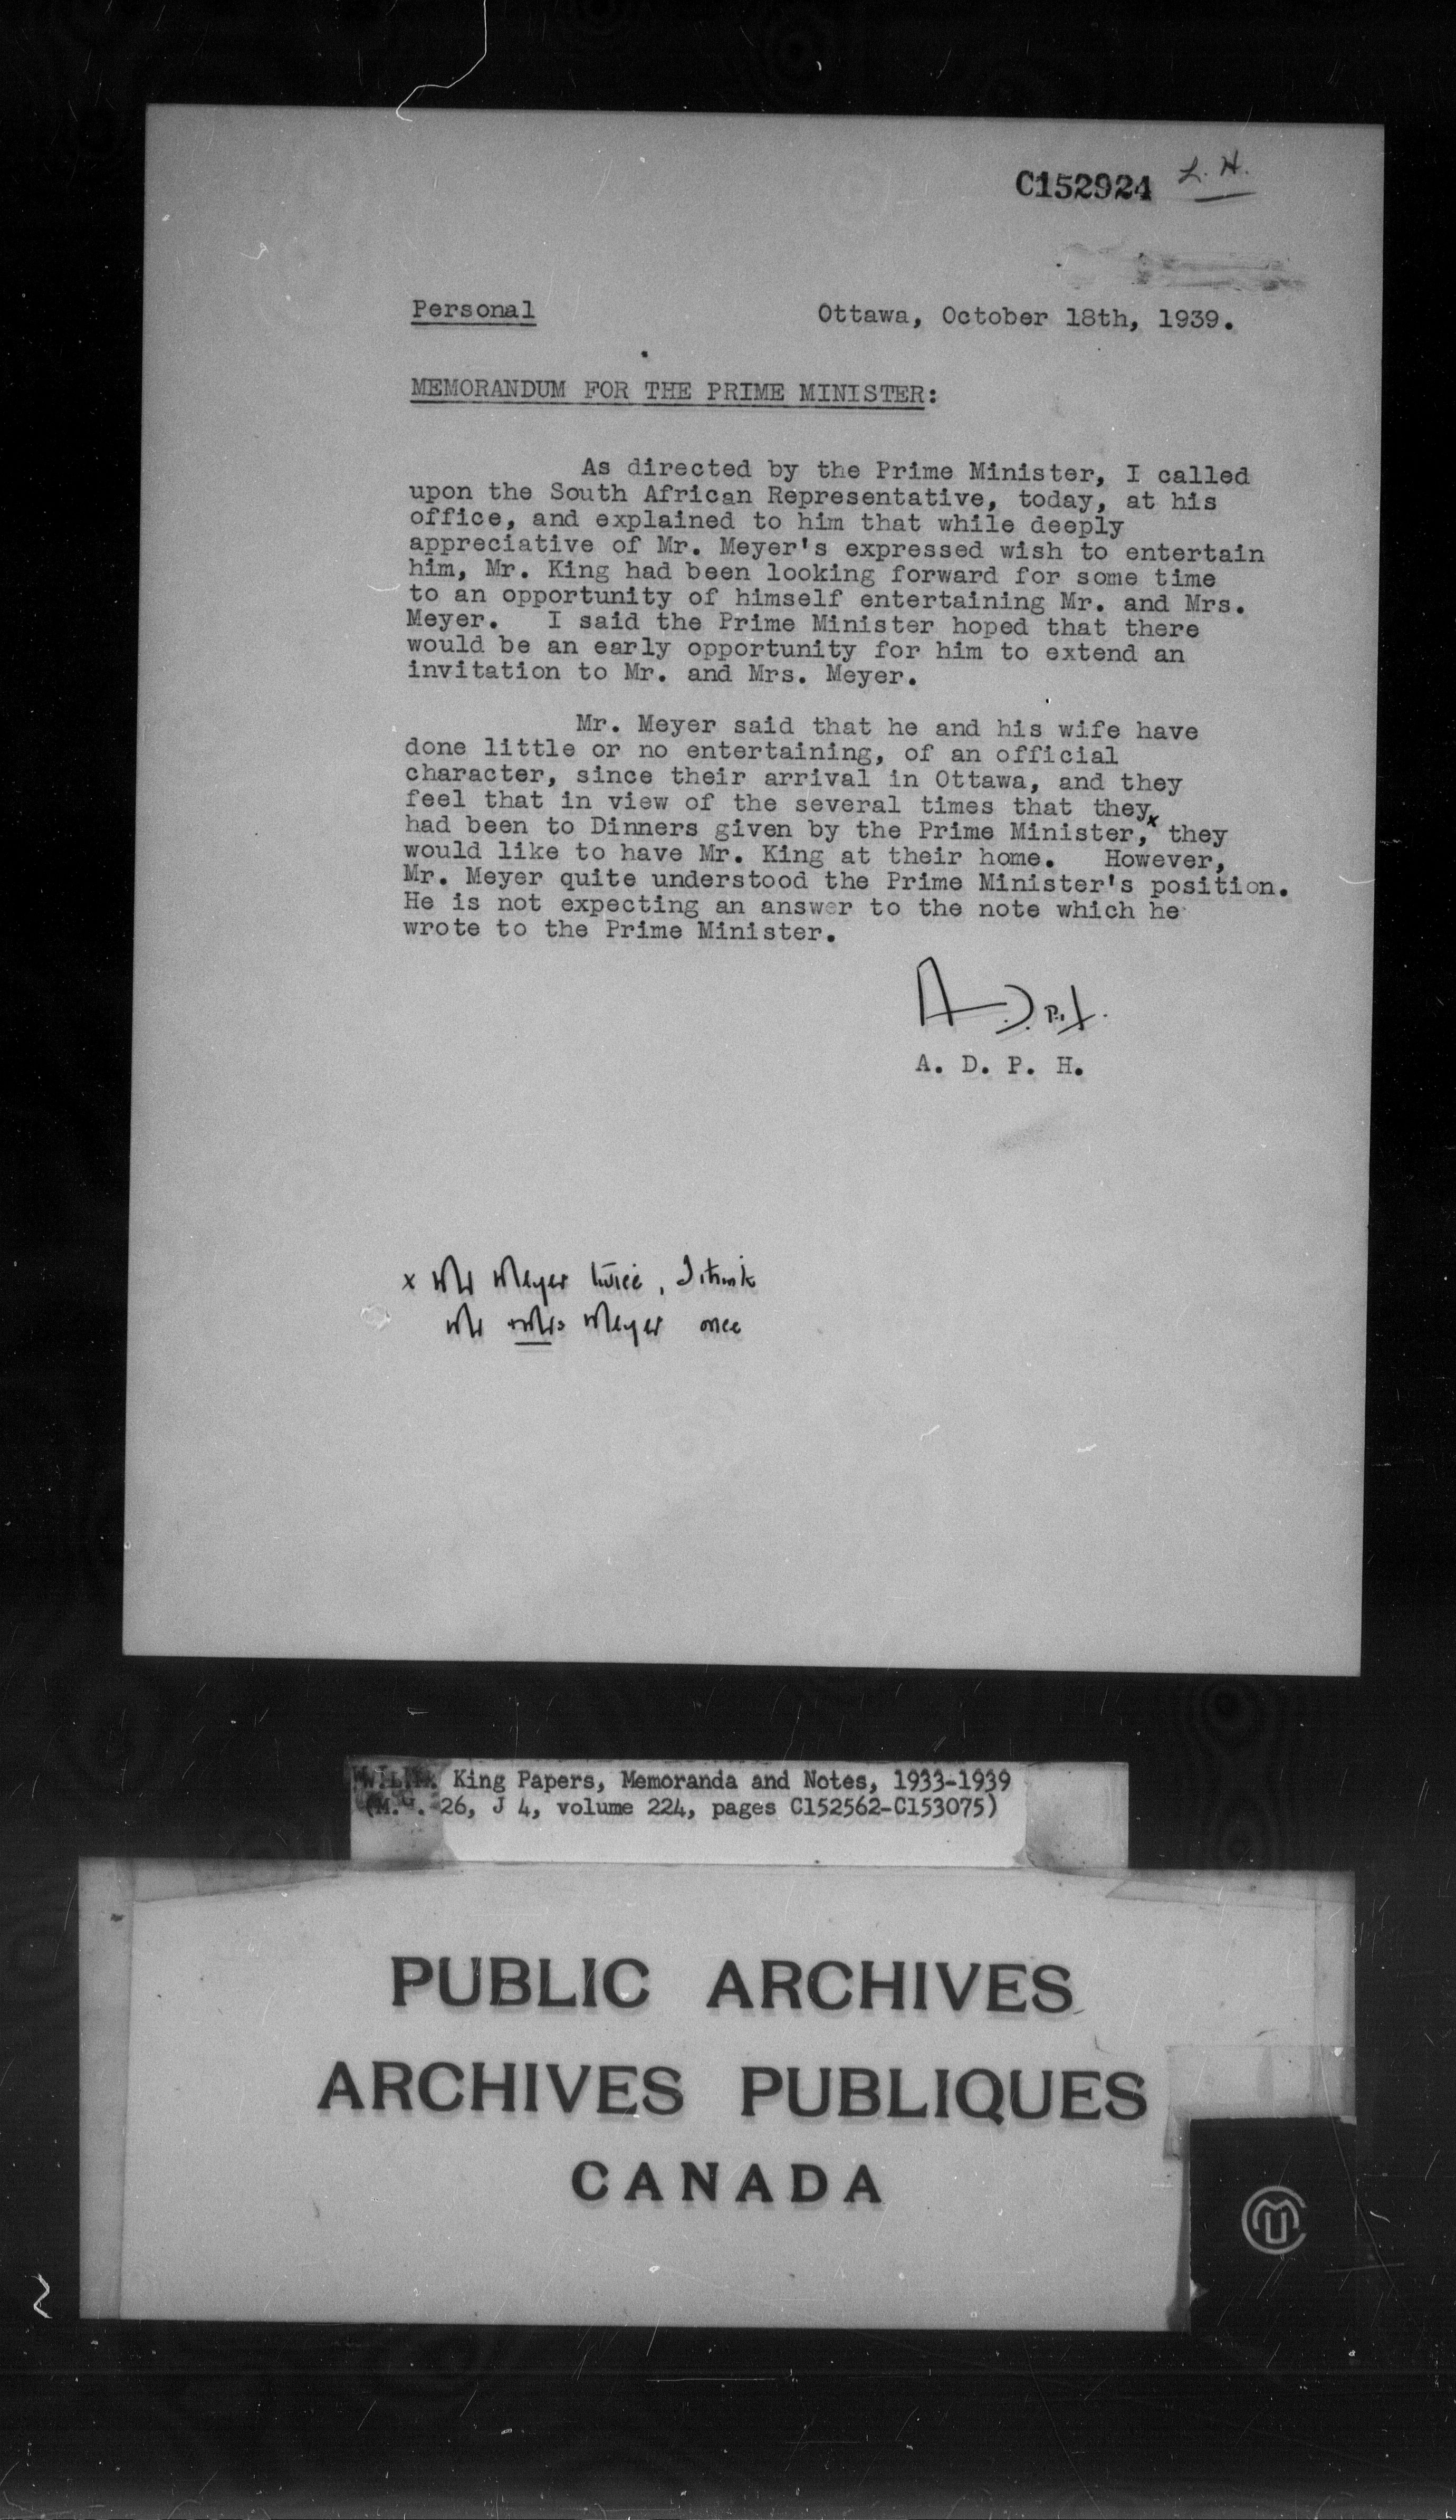 C152924 L. H.
Personal Ottawa, October 18th, 1939.
MEMORANDUM FOR THE PRIME MINISTER:
As directed by the Prime Minister, I called
upon the South African Representative, today, at his
office, and explained to him that while deeply
appreciative of Mr. Meyer's expressed wish to entertain
him, Mr. King had been looking forward for some time
to an opportunity of himself entertaining Mr. and Mrs.
Meyer. I said the Prime Minister hoped that there
would be an early opportunity for him to extend an
invitation to Mr. and Mrs. Meyer.
Mr. Meyer said that he and his wife have
done little or no entertaining, of an official
character, since their arrival in Ottawa, and they
feel that in view of the several times that they
had been to Dinners given by the Prime Minister,x they
would like to have Mr. King at their home. However,
Mr. Meyer quite understood the Prime Minister's position.
He is not expecting an answer to the note which he
wrote to the Prime Minister.
A.D.P.H.
A. D. P. H.
x Mr Meyer twice, I think
Mr & Mrs Meyer once
W.L.M. King Papers, Memoranda and Notes, 1933-1939
(M.G. 26, J 4, volume 224, pages C152562-C153075)
PUBLIC ARCHIVES
ARCHIVES PUBLIQUES
CANADA